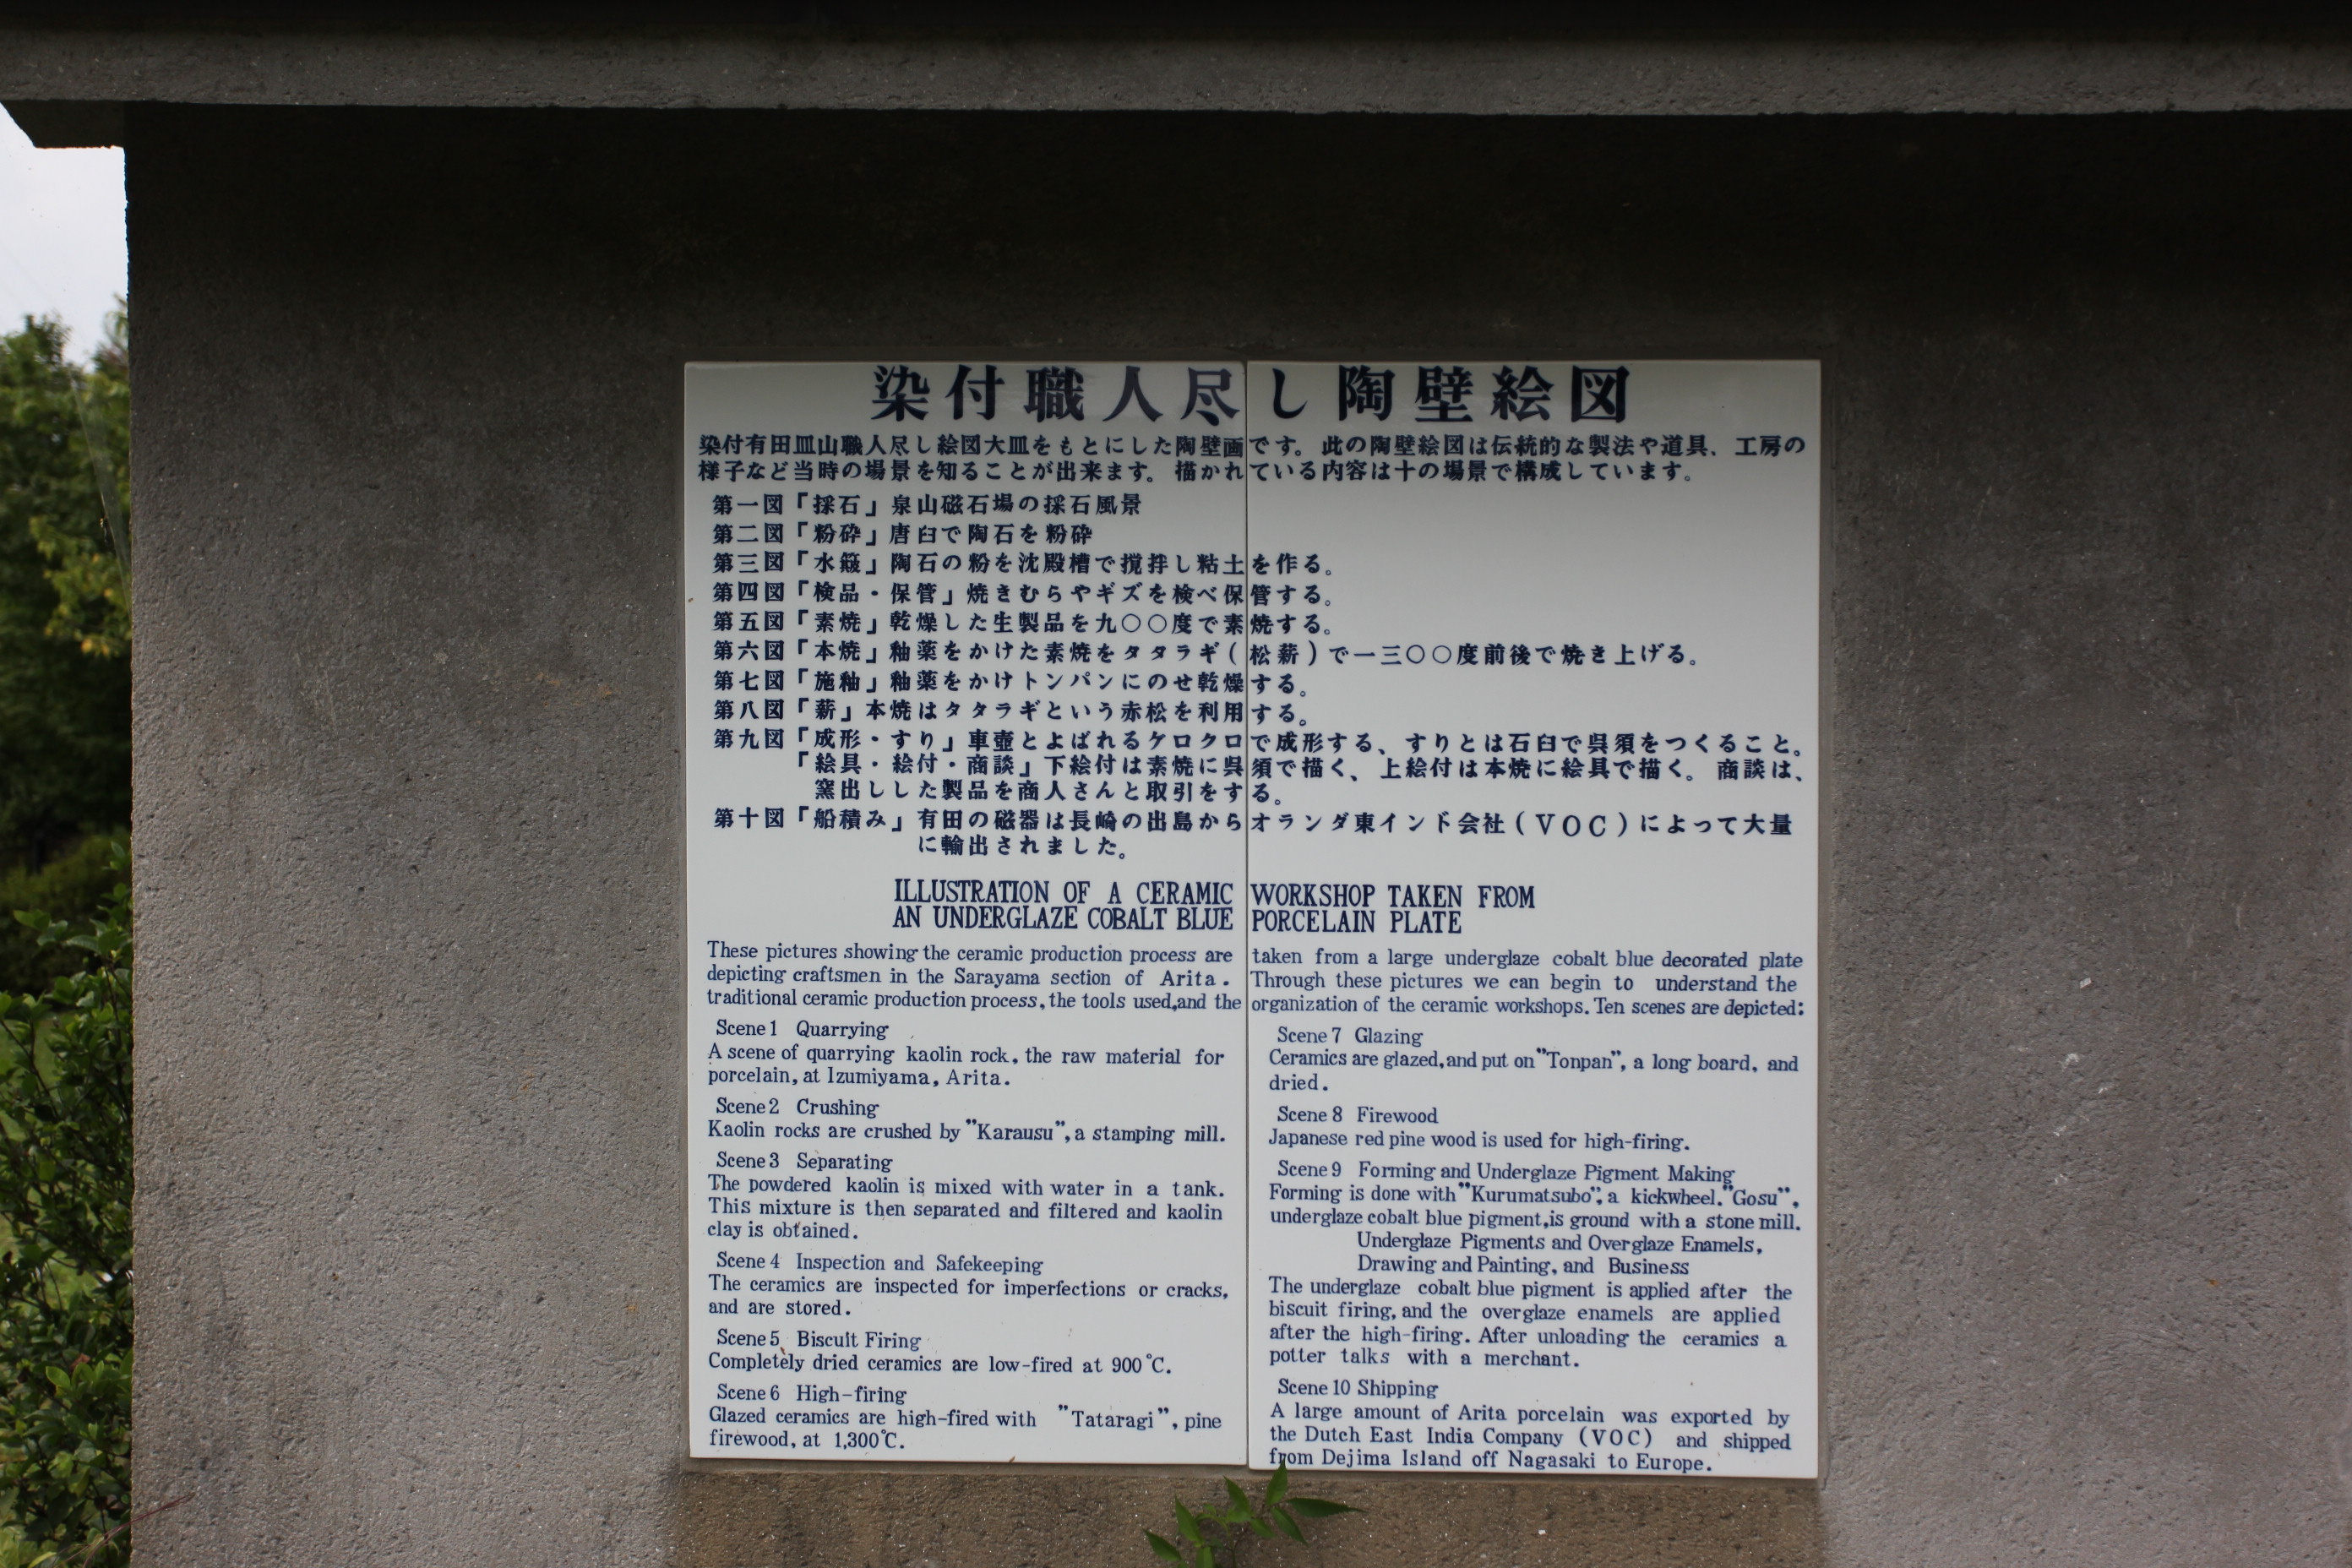 染付職人尽し陶壁絵図
染付有田皿山職人尽し絵図大皿をもとにした陶壁画です。此の陶壁絵図は伝統的な製法や道具、工房の
様子など当時の場景を知ることが出来ます。描かれている内容は十の場景で構成しています。
第一図「採石」泉山磁石場の採石風景
第二図「粉砕」唐臼で陶石を粉砕
第三図「水簸」陶石の粉を沈殿槽で撹拌し粘土を作る。
第四図「検品・保管」焼きむらやギズを検べ保管する。
第五図「素焼」乾燥した生製品を九〇〇度で素焼する。
第六図「本焼」釉薬をかけた素焼をタタラギ(松薪)で一三〇〇度前後で焼き上げる。
第七図「施釉」釉薬をかけトンパンにのせ乾燥する。
第八図「薪」本焼はタタラギという赤松を利用する。
第九図「成形・すり」車壺とよばれるケロクロで成形する、すりとは石臼で呉須をつくること。
「絵具・絵付・商談」下絵付は素焼に呉須で描く、上絵付は本焼に絵具で描く。商談は、
窯出しした製品を商人さんと取引をする。
第十図「船積み」有田の磁器は長崎の出島からオランダ東インド会社(VOC)によって大量
に輸出されました。
ILLUSTRATION OF A CERAMIC WORKSHOP TAKEN FROM
AN UNDERGLAZE COBALT BLUE PORCELAIN PLATE
These pictures showing the ceramic production process are taken from a large underglaze cobalt blue decorated plate
depicting craftsmen in the Sarayama section of Arita. Through these pictures we can begin to understand the
traditional ceramic production process, the tools used, and the organization of the ceramic workshops. Ten scenes are depicted:
Scene 1 Quarrying
A scene of quarrying kaolin rock, the raw material for
porcelain, at Izumiyama, Arita.
Scene 2 Crushing
Kaolin rocks are crushed by "Karausu", a stamping mill.
Scene 3 Separating
The powdered kaolin is mixed with water in a tank.
This mixture is then separated and filtered and kaolin
clay is obtained.
Scene 4 Inspection and Safekeeping
The ceramics are inspected for imperfections or cracks,
and are stored.
Scene 5 Biscuit Firing
Completely dried ceramics are low-fired at 900℃.
Scene 6 High-firing
Glazed ceramics are high-fired with "Tataragi", pine
firewood, at 1,300℃.
Scene 7 Glazing
Ceramics are glazed, and put on "Tonpan", a long board, and
dried.
Scene 8 Firewood
Japanese red pine wood is used for high-firing.
Scene 9 Forming and Underglaze Pigment Making
Forming is done with "Kurumatsubo", a kickwheel. "Gosu",
underglaze cobalt blue pigment, is ground with a stone mill.
Underglaze Pigments and Overglaze Enamels,
Drawing and Painting, and Business
The underglaze cobalt blue pigment is applied after the
biscuit firing, and the overglaze enamels are applied
after the high-firing. After unloading the ceramics a
potter talks with a merchant.
Scene 10 Shipping
A large amount of Arita porcelain was exported by
the Dutch East India Company (VOC) and shipped
from Dejima Island off Nagasaki to Europe.